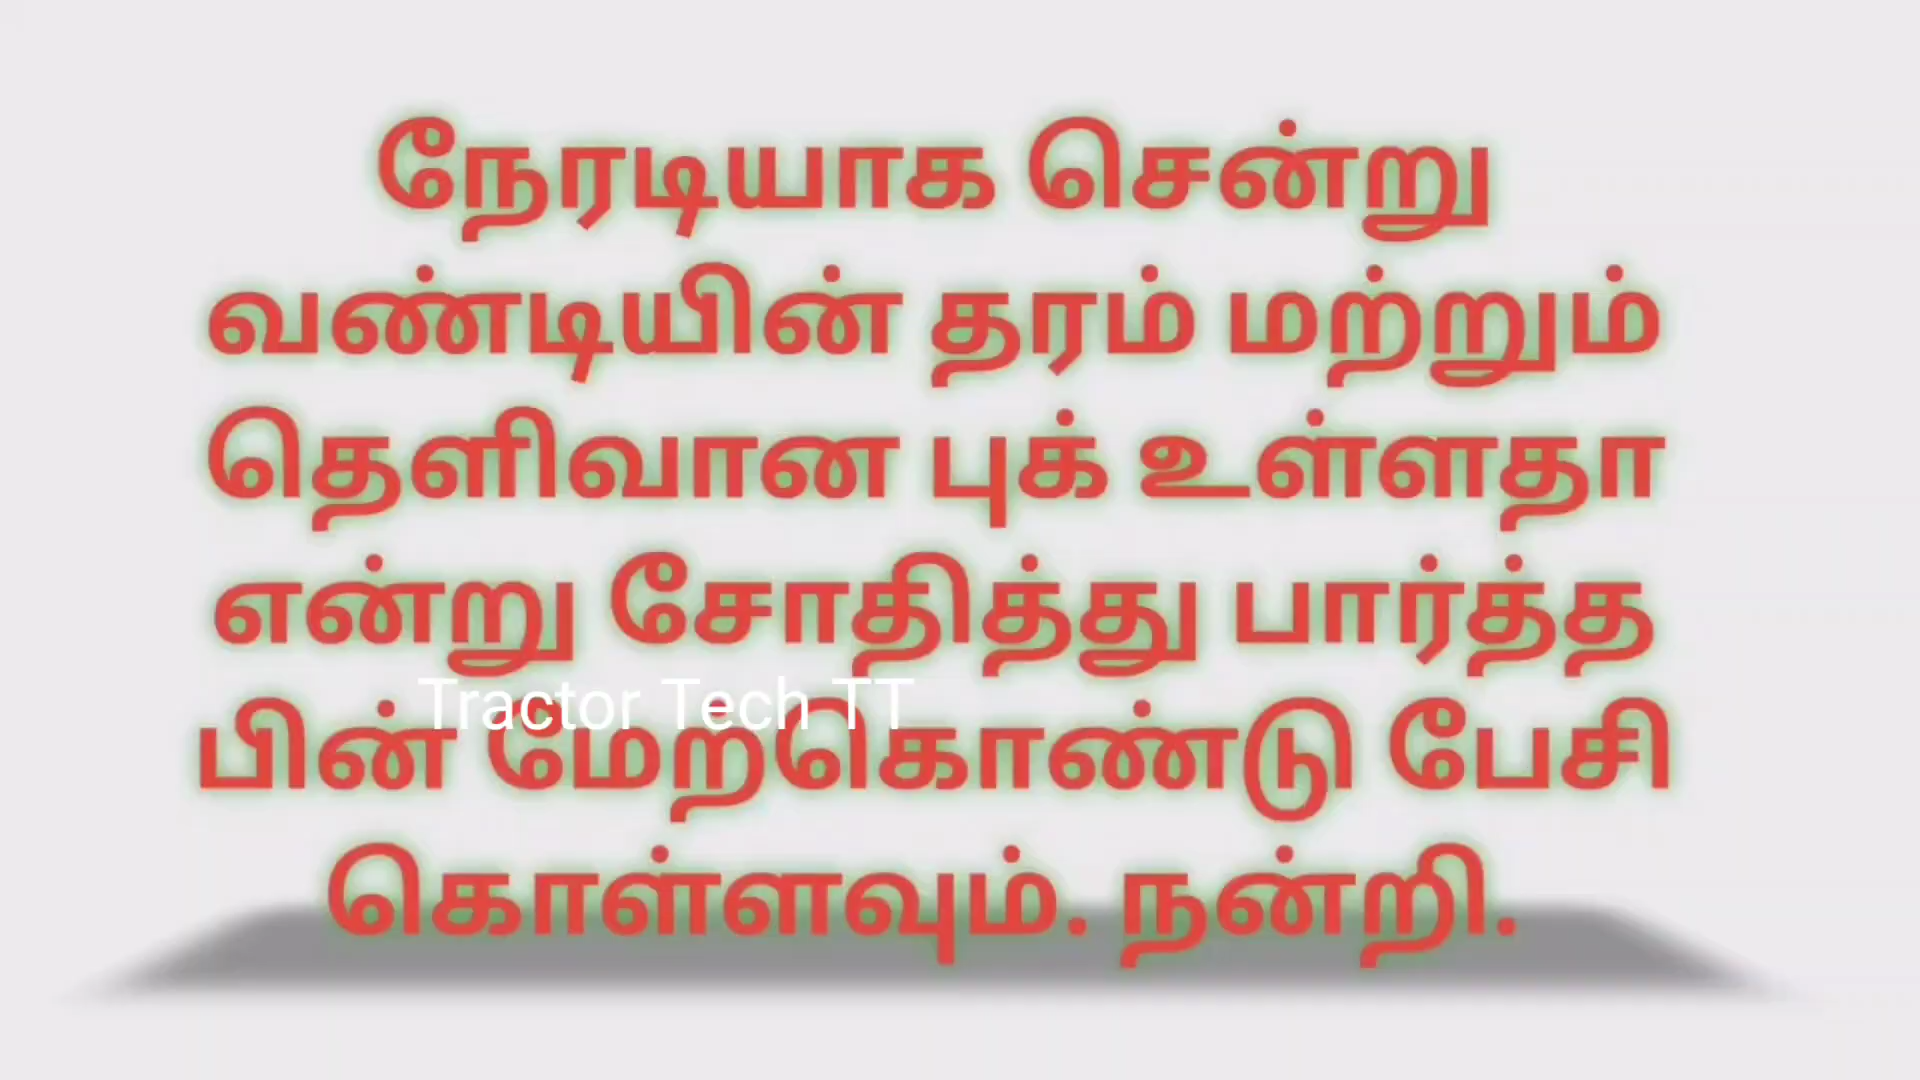 நேரடியாக சென்று
வண்டியின் தரம் மற்றும்
தெளிவான புக் உள்ளதா
என்று சோதித்து பார்த்த
Tractor Tech TT
பின் மேற்கொண்டு பேசி
கொள்ளவும். நன்றி.